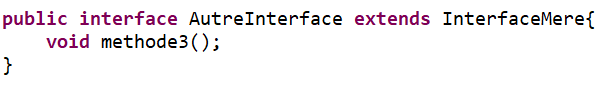 public interface AutreInterface extends InterfaceMere{
    void methode3();
}